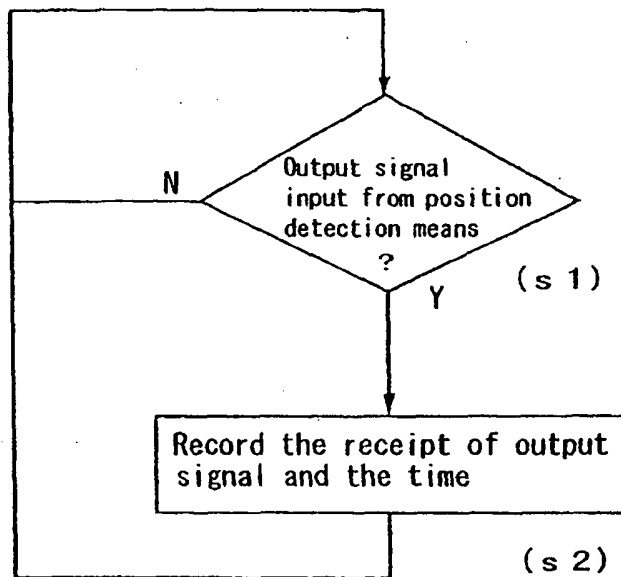 Output signal
N
input from position
detection means
?
(s 1)
Y
Record the receipt of output
signal and the time
(s 2)